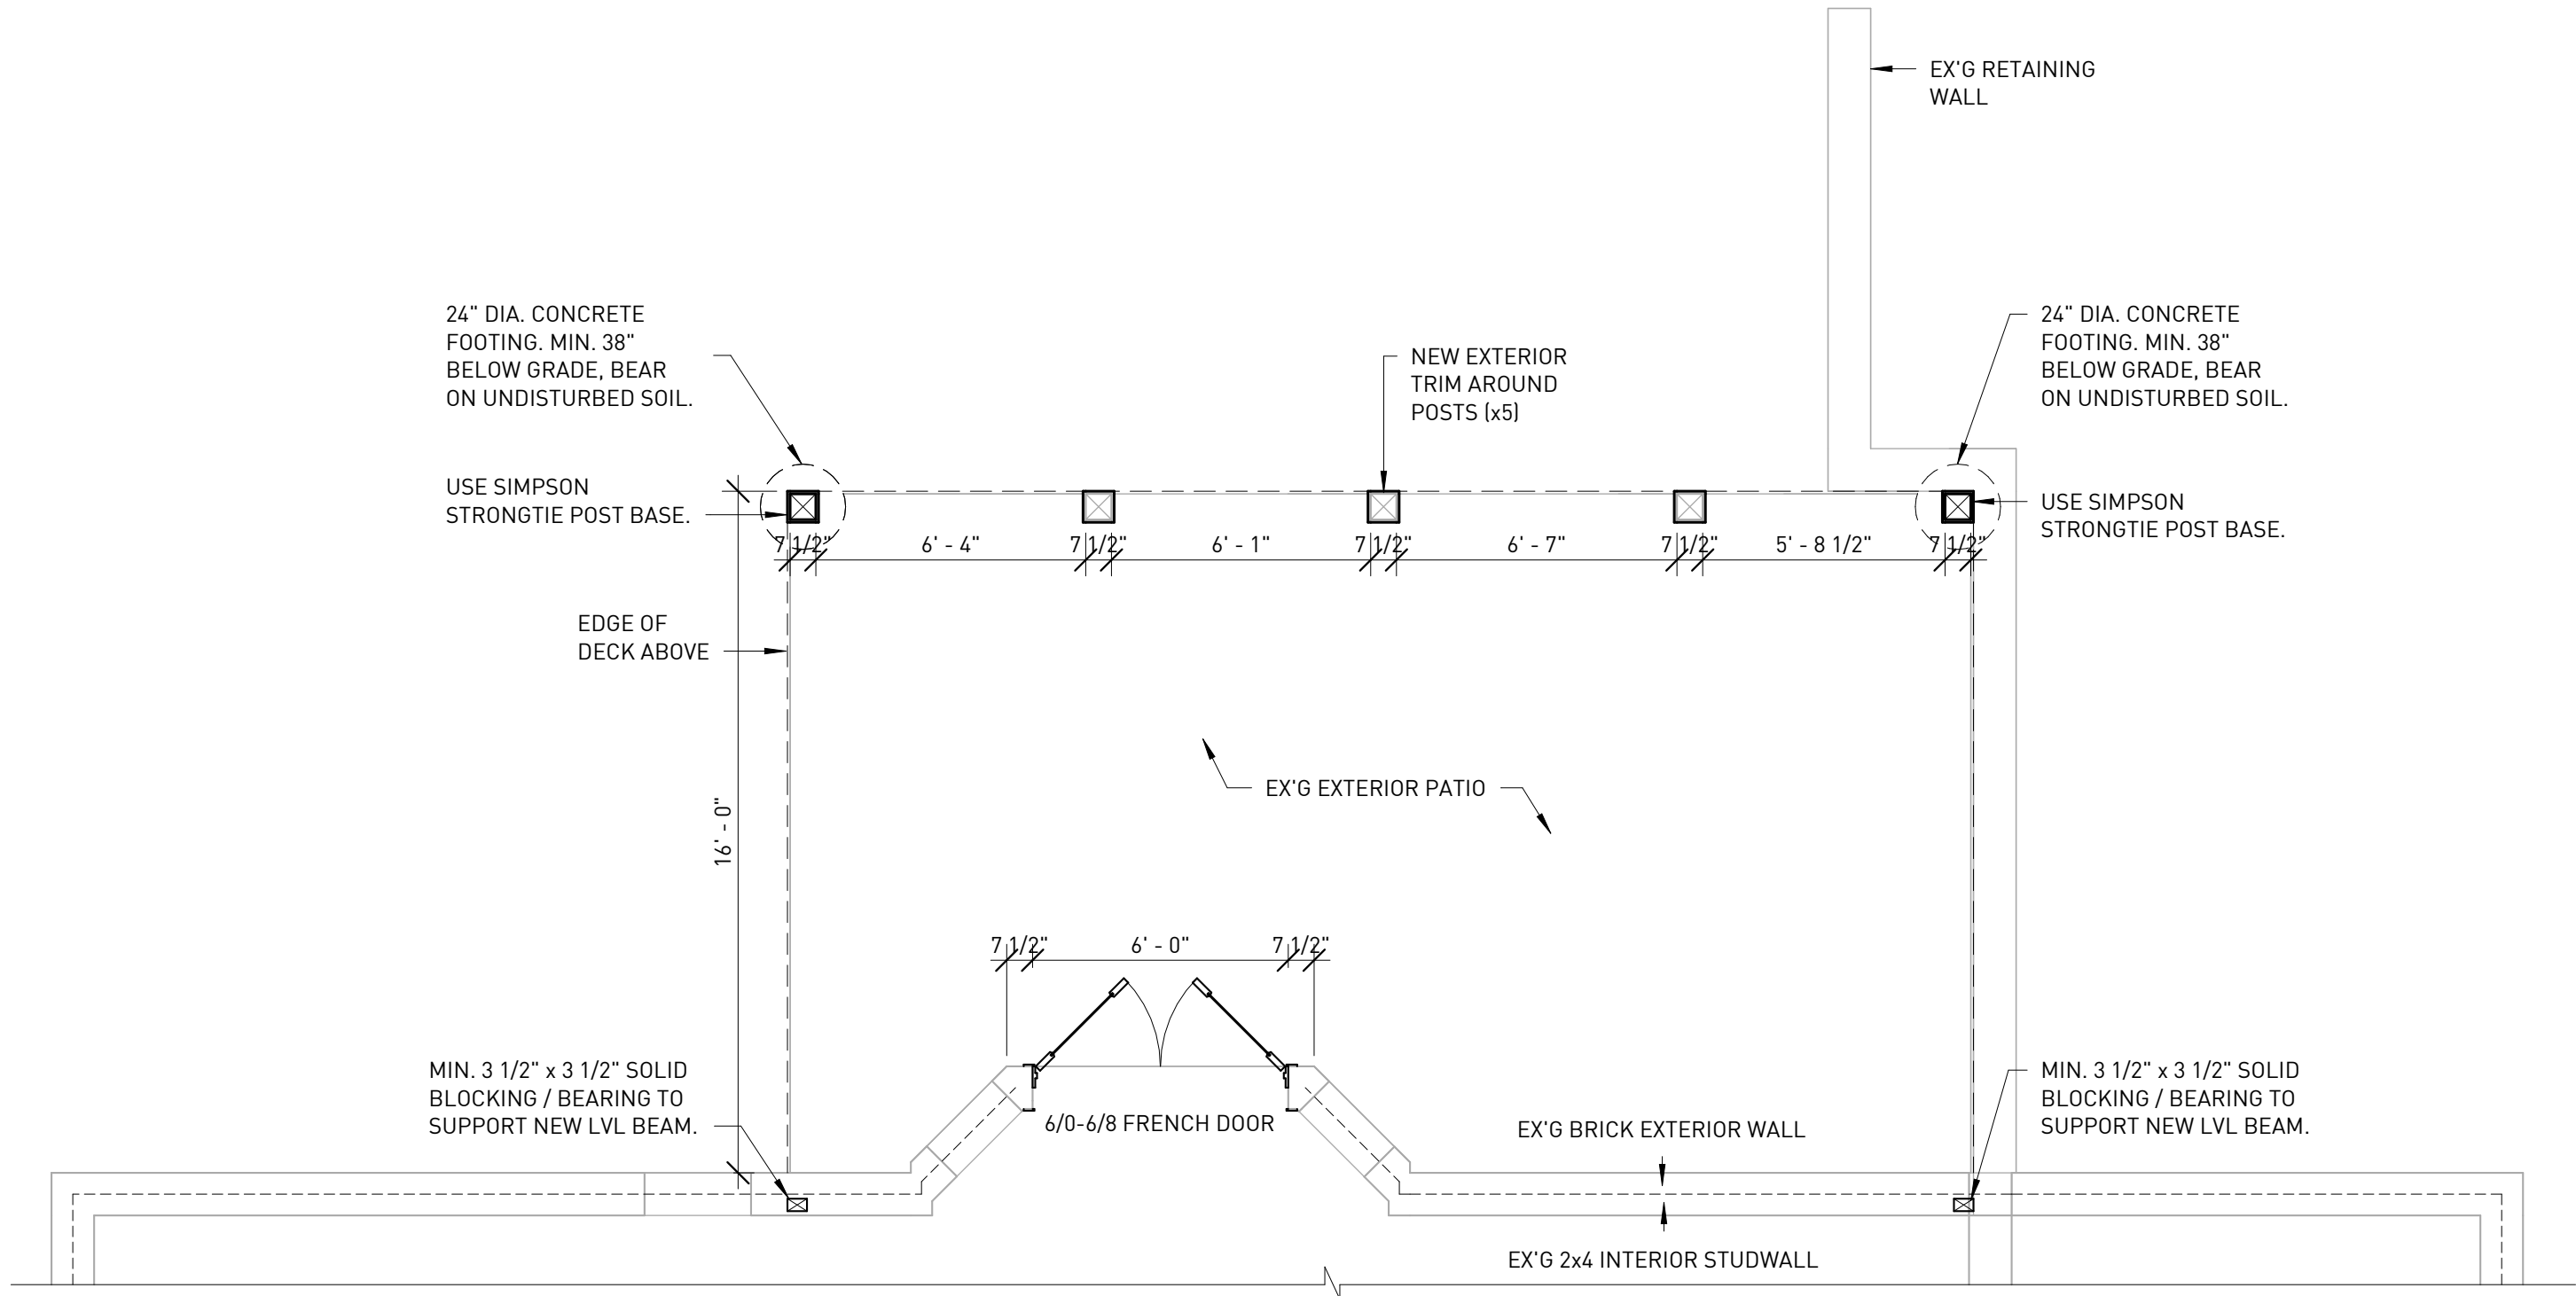 EX'G RETAINING
WALL
24" DIA. CONCRETE
FOOTING. MIN. 38"
BELOW GRADE, BEAR
ON UNDISTURBED SOIL.
NEW EXTERIOR
TRIM AROUND
POSTS (x5)
24" DIA. CONCRETE
FOOTING. MIN. 38"
BELOW GRADE, BEAR
ON UNDISTURBED SOIL.
USE SIMPSON
STRONGTIE POST BASE.
USE SIMPSON
STRONGTIE POST BASE.
7 1/2" 6' - 4" 7 1/2" 6' - 1" 7 1/2" 6' - 7" 7 1/2" 5' - 8 1/2" 7 1/2"
EDGE OF
DECK ABOVE
16' - 0"
EX'G EXTERIOR PATIO
7 1/2" 6' - 0" 7 1/2"
MIN. 3 1/2" x 3 1/2" SOLID
BLOCKING / BEARING TO
SUPPORT NEW LVL BEAM.
6/0-6/8 FRENCH DOOR
EX'G BRICK EXTERIOR WALL
MIN. 3 1/2" x 3 1/2" SOLID
BLOCKING / BEARING TO
SUPPORT NEW LVL BEAM.
EX'G 2x4 INTERIOR STUDWALL